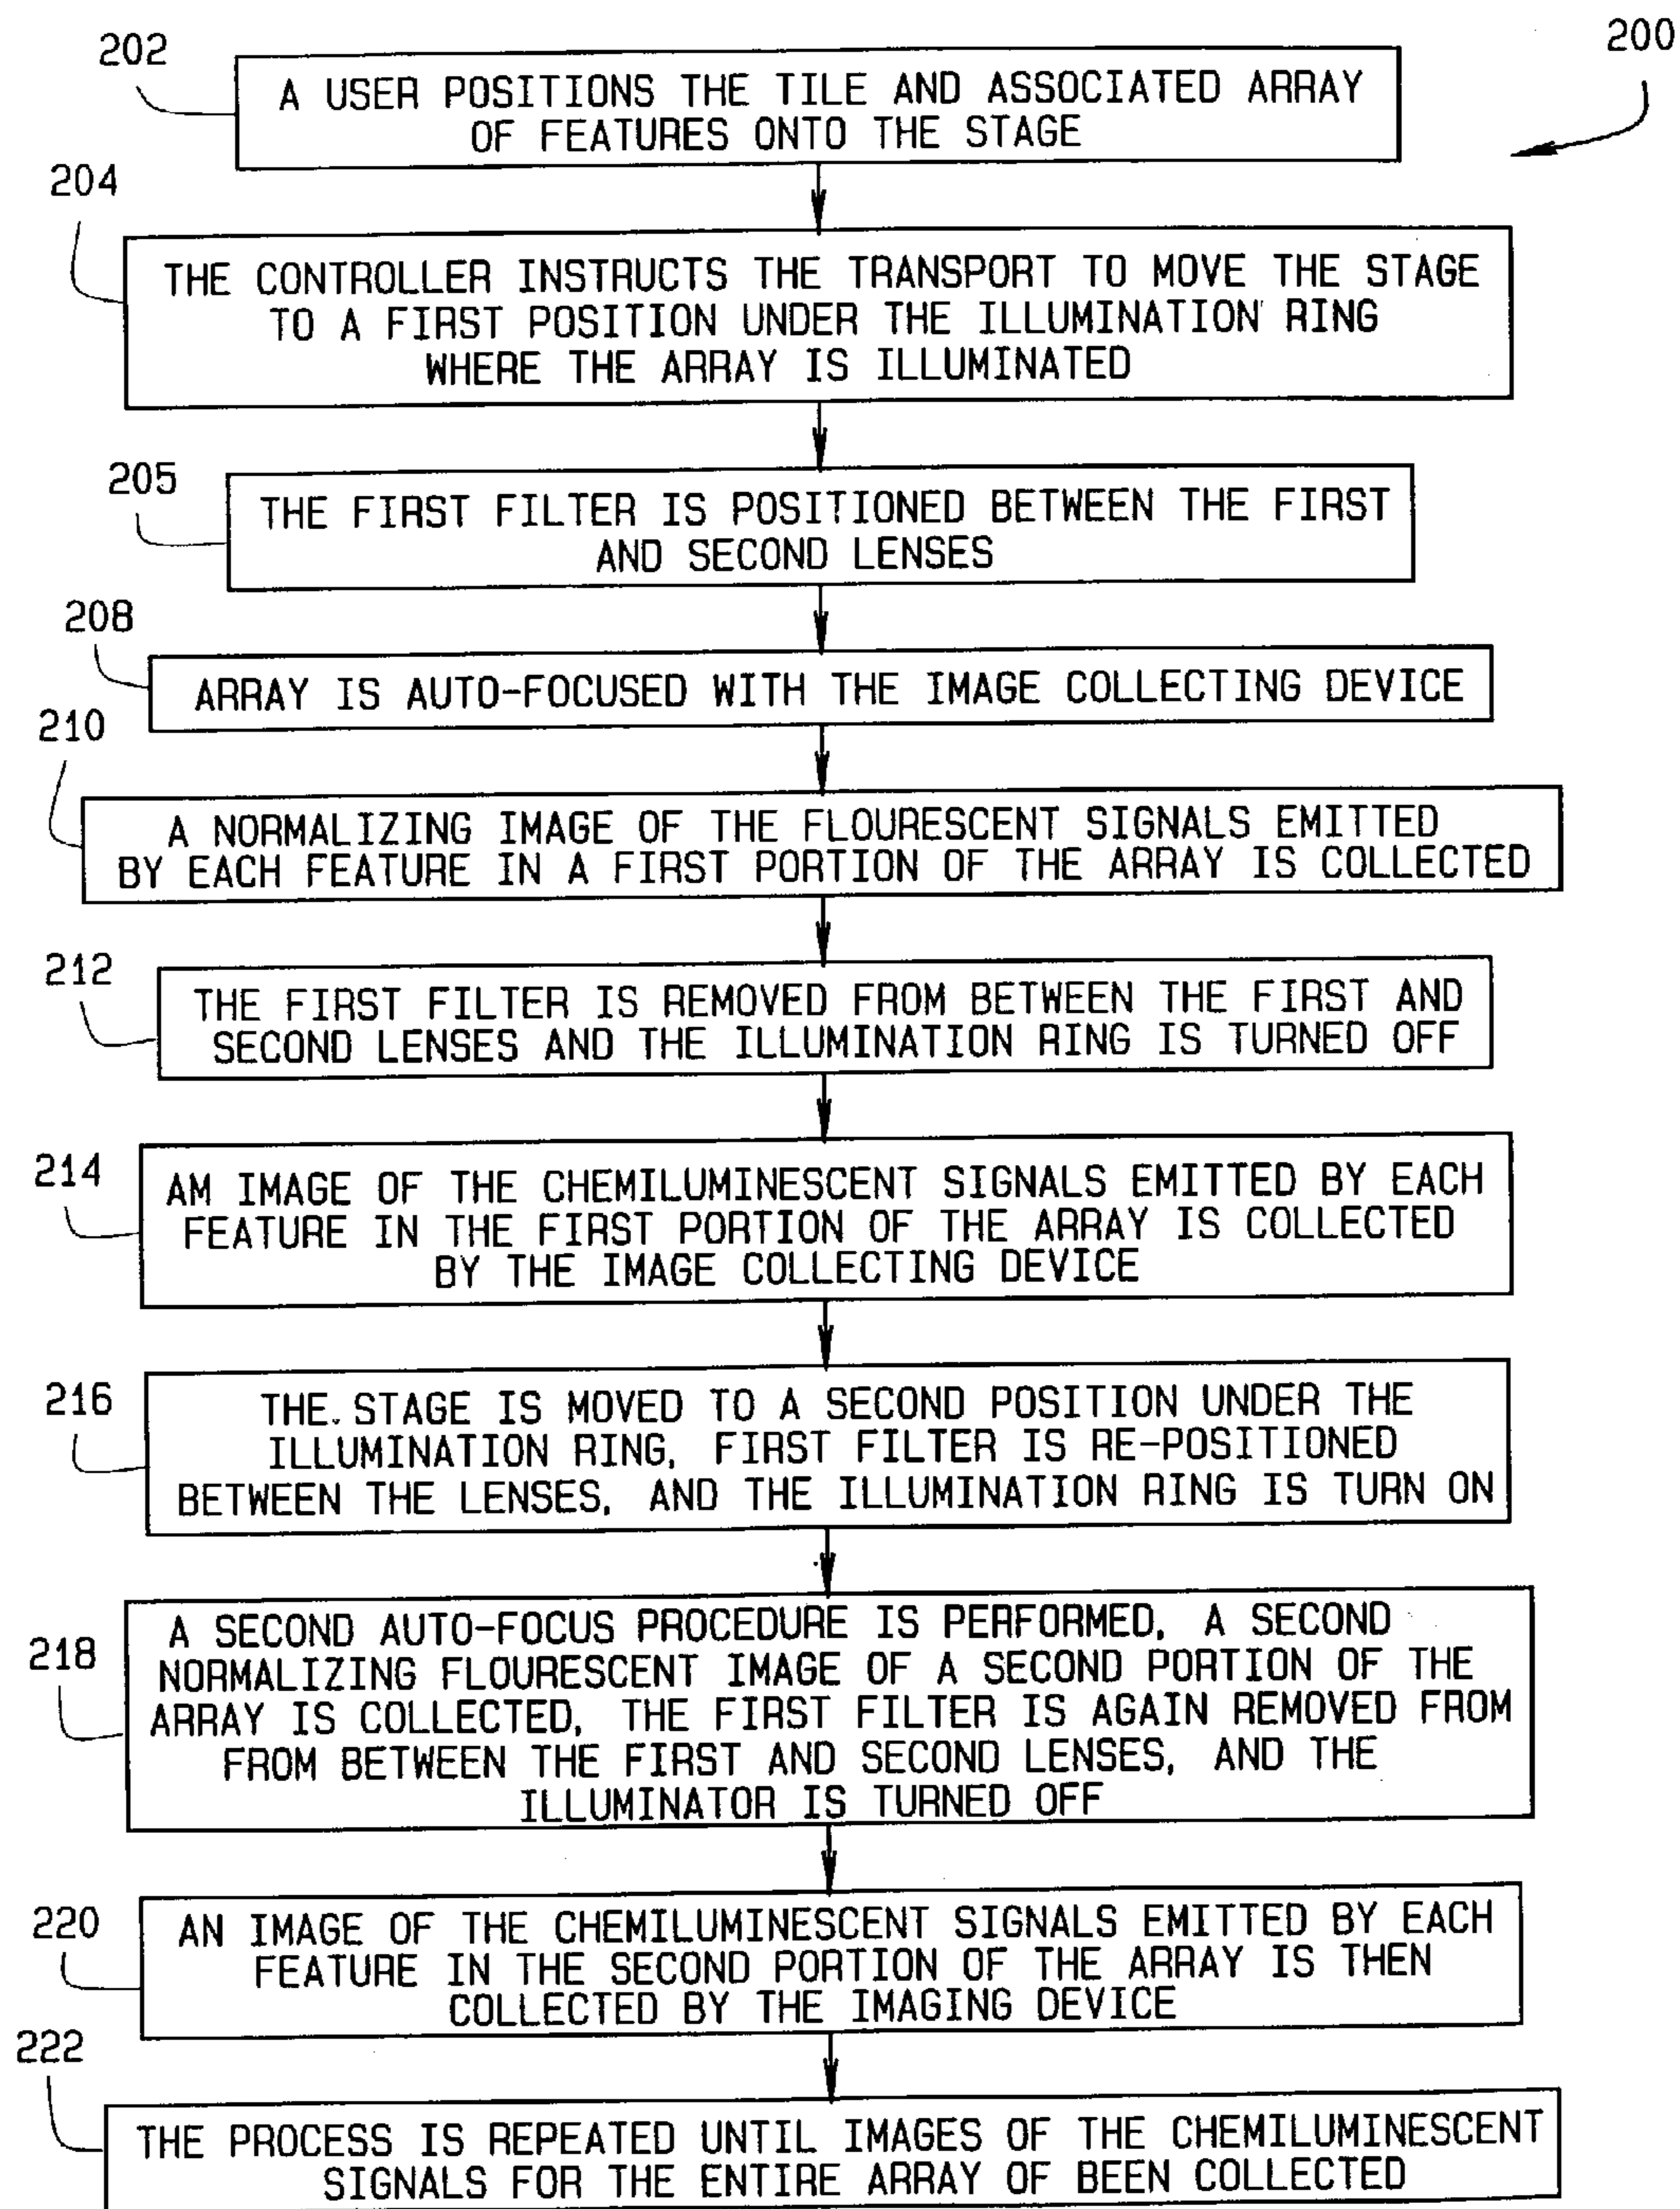 200
202
A USER POSITIONS THE TILE AND ASSOCIATED ARRAY
OF FEATURES ONTO THE STAGE
204
THE CONTROLLER INSTRUCTS THE TRANSPORT TO MOVE THE STAGE
TO A FIRST POSITION UNDER THE ILLUMINATION RING
WHERE THE ARRAY IS ILLUMINATED
205
THE FIRST FILTER IS POSITIONED BETWEEN THE FIRST
AND SECOND LENSES
208
ARRAY IS AUTO-FOCUSED WITH THE IMAGE COLLECTING DEVICE
210
A NORMALIZING IMAGE OF THE FLOURESCENT SIGNALS EMITTED
BY EACH FEATURE IN A FIRST PORTION OF THE ARRAY IS COLLECTED
212
THE FIRST FILTER IS REMOVED FROM BETWEEN THE FIRST AND
SECOND LENSES AND THE ILLUMINATION RING IS TURNED OFF
214
AM IMAGE OF THE CHEMILUMINESCENT SIGNALS EMITTED BY EACH
FEATURE IN THE FIRST PORTION OF THE ARRAY IS COLLECTED
BY THE IMAGE COLLECTING DEVICE
216
THE STAGE IS MOVED TO A SECOND POSITION UNDER THE
ILLUMINATION RING, FIRST FILTER IS RE-POSITIONED
BETWEEN THE LENSES, AND THE ILLUMINATION RING IS TURN ON
218
A SECOND AUTO-FOCUS PROCEDURE IS PERFORMED, A SECOND
NORMALIZING FLOURESCENT IMAGE OF A SECOND PORTION OF THE
ARRAY IS COLLECTED, THE FIRST FILTER IS AGAIN REMOVED FROM
FROM BETWEEN THE FIRST AND SECOND LENSES, AND THE
ILLUMINATOR IS TURNED OFF
220
AN IMAGE OF THE CHEMILUMINESCENT SIGNALS EMITTED BY EACH
FEATURE IN THE SECOND PORTION OF THE ARRAY IS THEN
COLLECTED BY THE IMAGING DEVICE
222
THE PROCESS IS REPEATED UNTIL IMAGES OF THE CHEMILUMINESCENT
SIGNALS FOR THE ENTIRE ARRAY OF BEEN COLLECTED